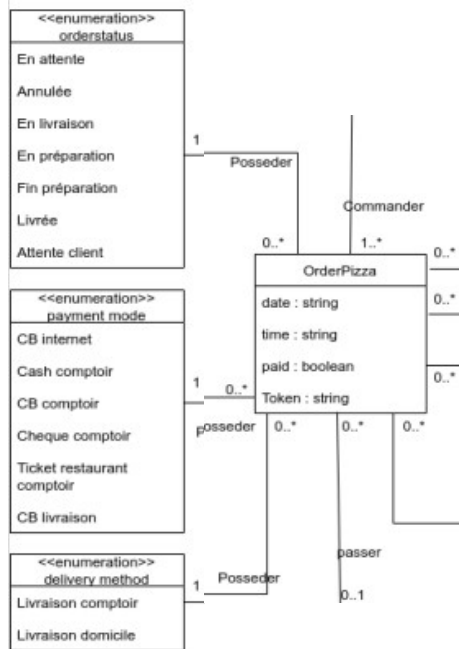 <<enumeration>>
orderstatus
En attente
Annulée
En livraison
En préparation
Fin préparation
Livrée
Attente client
1
Posseder
0..*
Commander
1..*
OrderPizza
date : string
time : string
paid : boolean
Token : string
0..*
0..*
0..*
<<enumeration>>
payment mode
CB internet
Cash comptoir
CB comptoir
Cheque comptoir
Ticket restaurant
comptoir
CB livraison
1
0..*
Posseder
0..*
0..*
0..*
passer
0..1
<<enumeration>>
delivery method
Livraison comptoir
Livraison domicile
1
Posseder